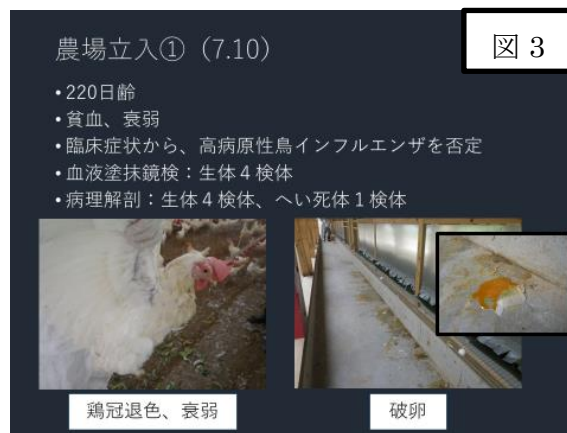 農場立入①（7.10）
図 3
•220日齢
•貧血、衰弱
•臨床症状から、高病原性鳥インフルエンザを否定
•血液塗抹鏡検：生体４検体
•病理解剖：生体４検体、へい死体１検体
鶏冠退色、衰弱
破卵